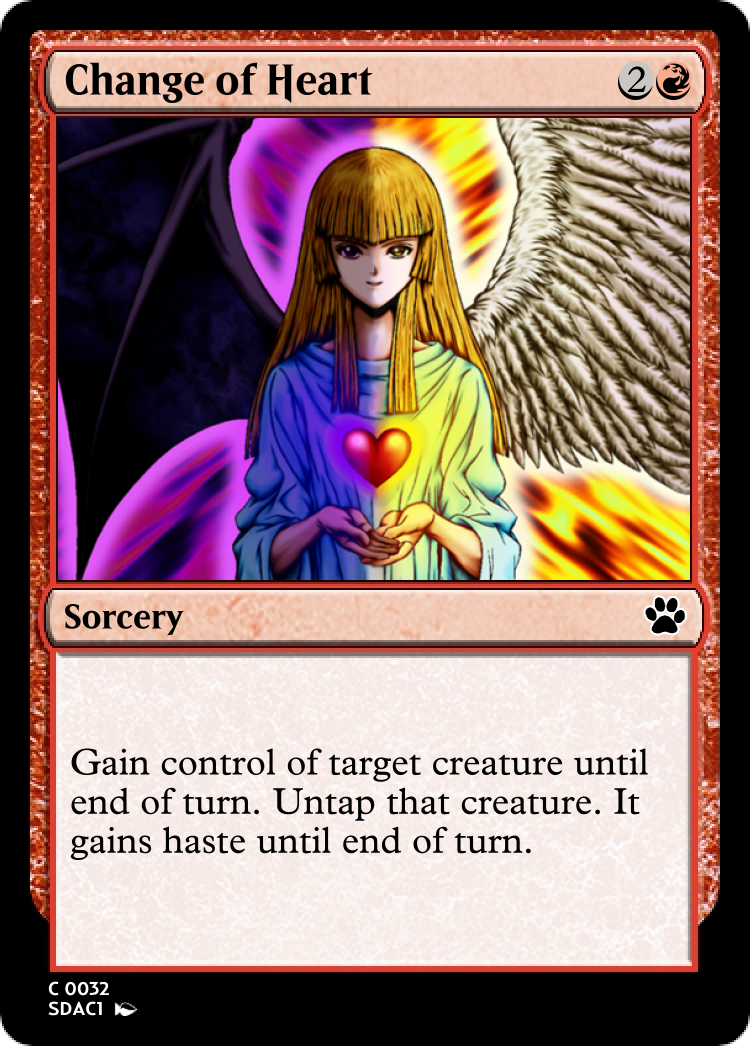 Change of Heart 2
Sorcery
Gain control of target creature until
end of turn. Untap that creature. It
gains haste until end of turn.
C 0032
SDAC1